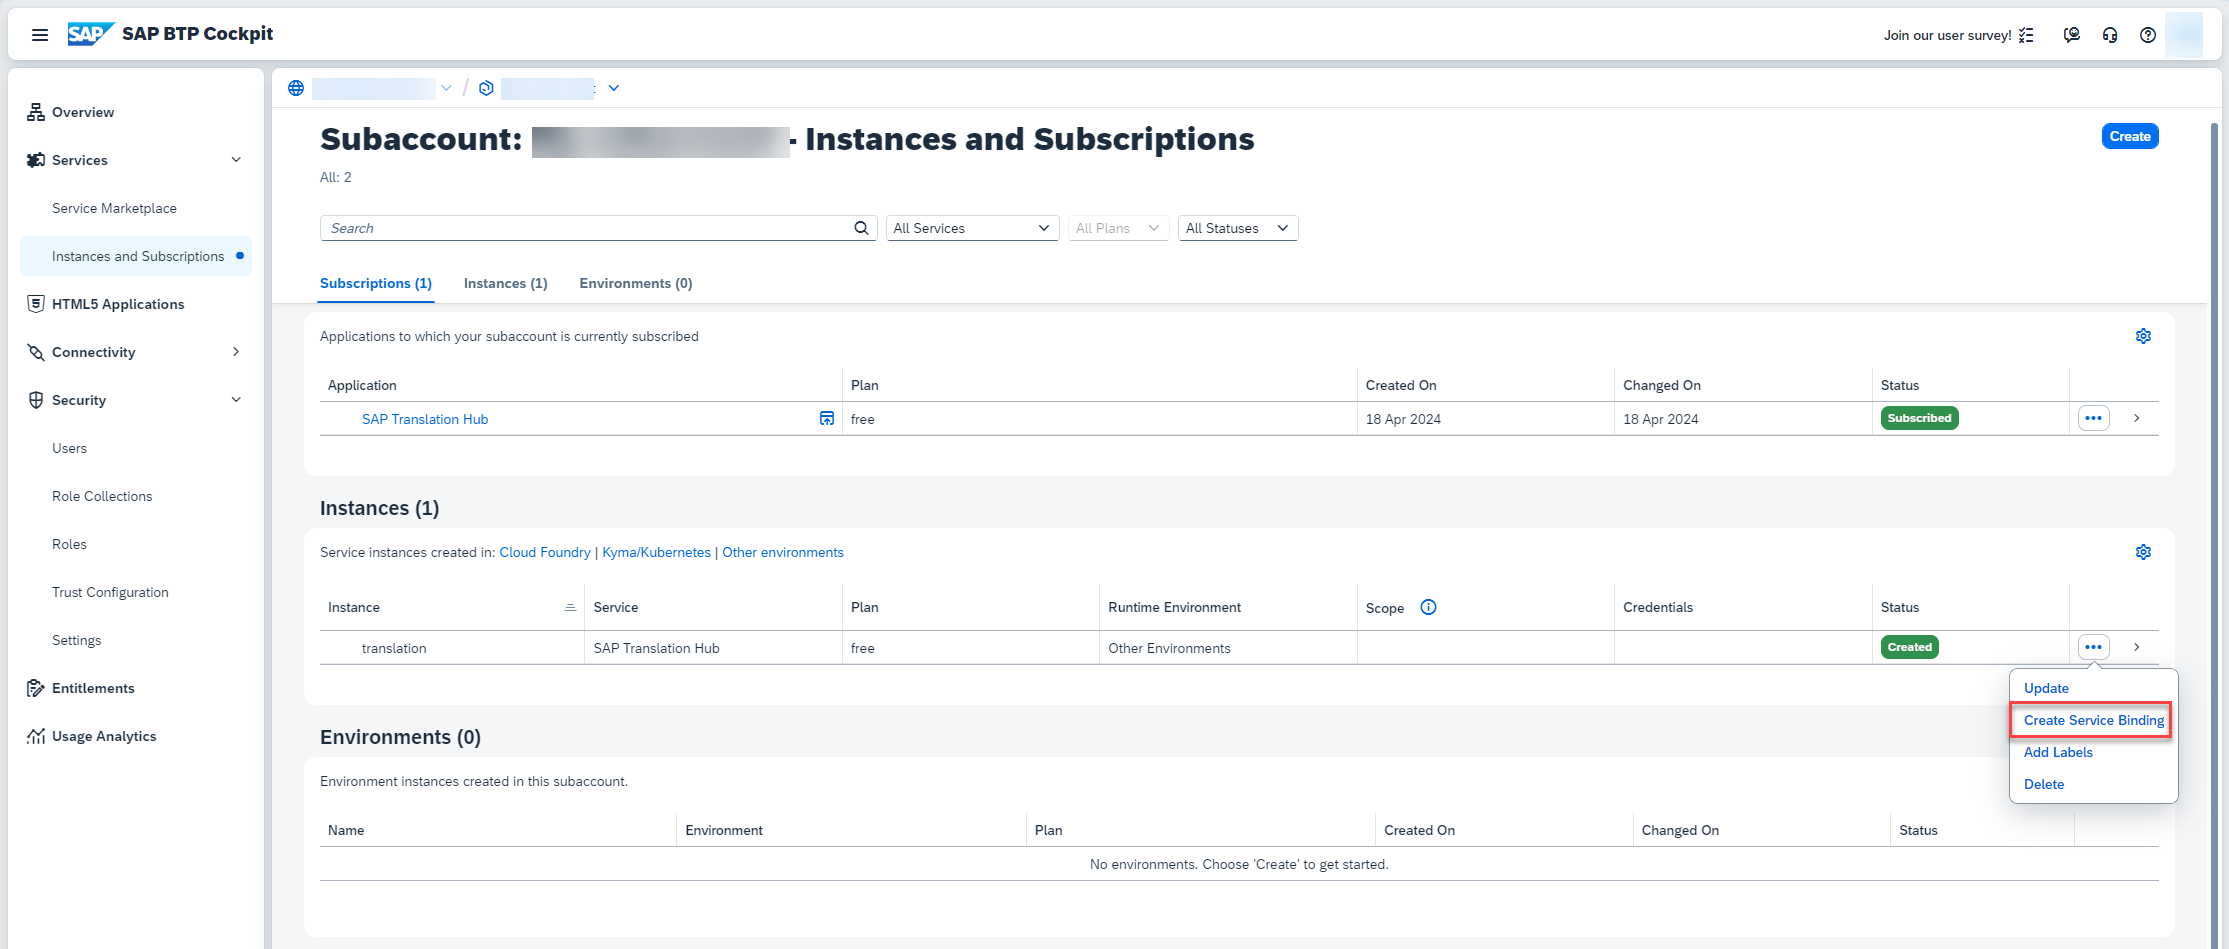 SAP SAP BTP Cockpit
Join our user survey!
Overview
Services
Service Marketplace
Instances and Subscriptions
HTML5 Applications
Connectivity
Security
Users
Role Collections
Roles
Trust Configuration
Settings
Entitlements
Usage Analytics
/
Subaccount: - Instances and Subscriptions
Create
All: 2
Search
All Services
All Plans
All Statuses
Subscriptions (1) Instances (1) Environments (0)
Applications to which your subaccount is currently subscribed
Application Plan Created On Changed On Status
SAP Translation Hub free 18 Apr 2024 18 Apr 2024 Subscribed
Instances (1)
Service instances created in: Cloud Foundry | Kyma/Kubernetes | Other environments
Instance Service Plan Runtime Environment Scope Credentials Status
translation SAP Translation Hub free Other Environments Created
Update
Create Service Binding
Add Labels
Delete
Environments (0)
Environment instances created in this subaccount.
Name Environment Plan Created On Changed On Status
No environments. Choose 'Create' to get started.